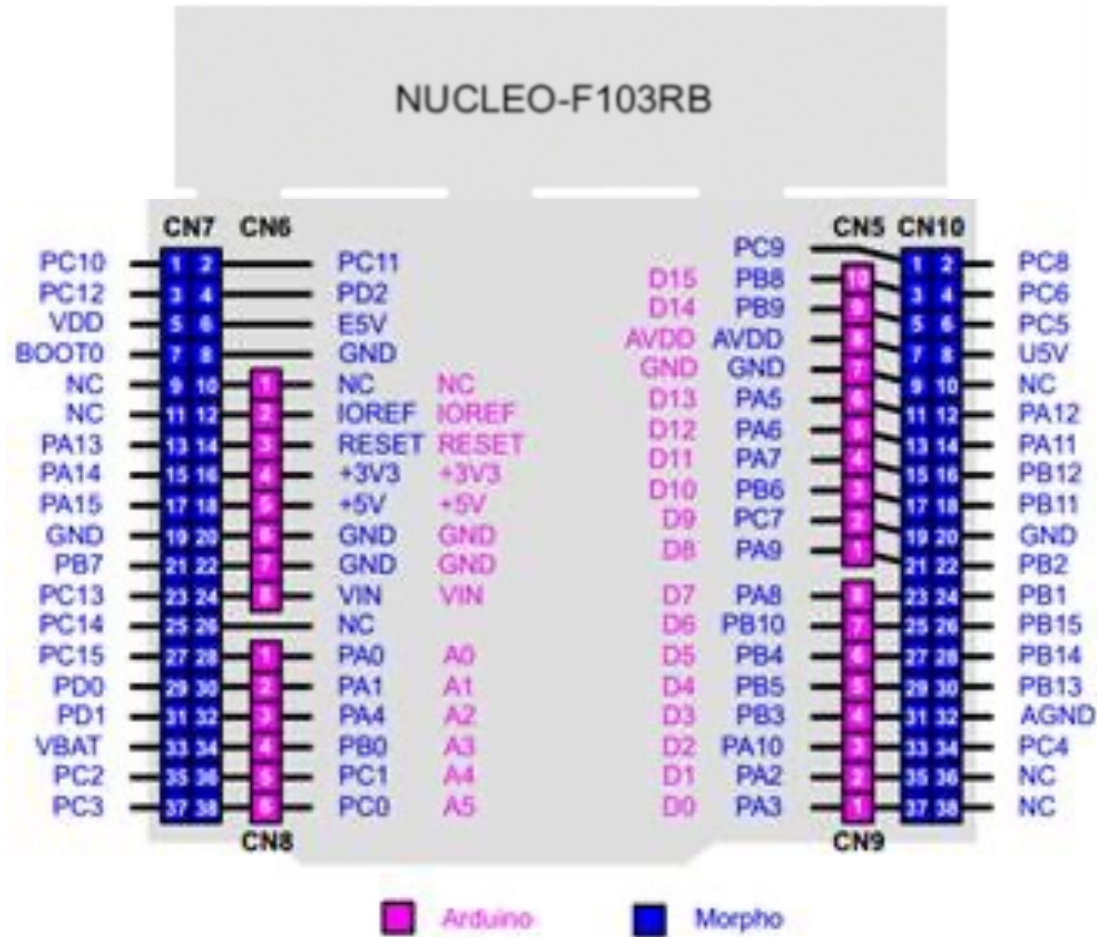 NUCLEO-F103RB
CN7 CN6 CN5 CN10
PC9
PC10 1 2 PC11 1 2 PC8
PC12 3 4 PD2 D15 PB8 10 3 4 PC6
VDD 5 6 E5V D14 PB9 9 5 6 PC5
BOOT0 7 8 GND AVDD AVDD 8 7 8 U5V
NC 9 10 1 NC NC GND GND 7 9 10 NC
NC 11 12 2 IOREF IOREF D13 PA5 6 11 12 PA12
PA13 13 14 3 RESET RESET D12 PA6 5 13 14 PA11
PA14 15 16 4 +3V3 +3V3 D11 PA7 4 15 16 PB12
PA15 17 18 5 +5V +5V D10 PB6 3 17 18 PB11
GND 19 20 6 GND GND D9 PC7 2 19 20 GND
PB7 21 22 7 GND GND D8 PA9 1 21 22 PB2
PC13 23 24 8 VIN VIN D7 PA8 8 23 24 PB1
PC14 25 26 NC D6 PB10 7 25 26 PB15
PC15 27 28 1 PA0 A0 D5 PB4 6 27 28 PB14
PD0 29 30 2 PA1 A1 D4 PB5 5 29 30 PB13
PD1 31 32 3 PA4 A2 D3 PB3 4 31 32 AGND
VBAT 33 34 4 PB0 A3 D2 PA10 3 33 34 PC4
PC2 35 36 5 PC1 A4 D1 PA2 2 35 36 NC
PC3 37 38 6 PC0 A5 D0 PA3 1 37 38 NC
CN8 CN9
Arduino Morpho